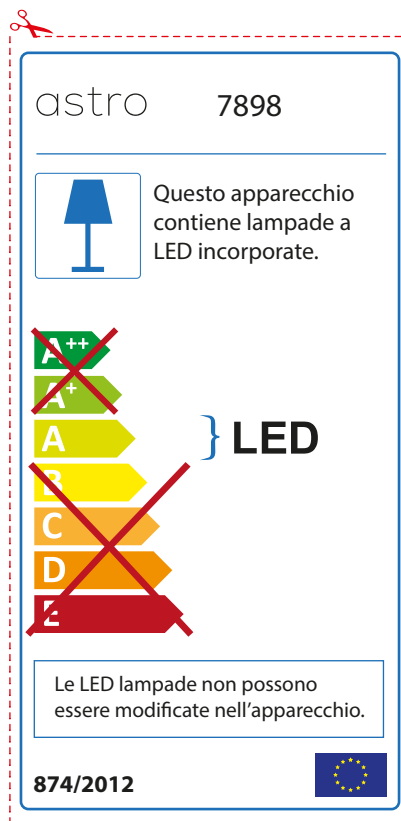 astro 7898
Questo apparecchio
contiene lampade a
LED incorporate.
A++
A+
A
} LED
B
C
D
E
Le LED lampade non possono
essere modificate nell'apparecchio.
874/2012